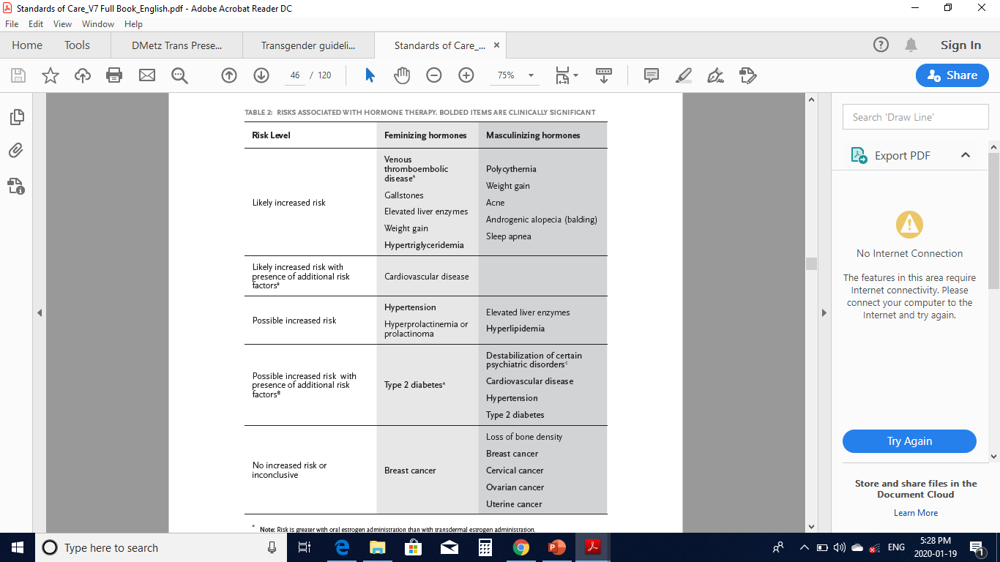 Standards of Care_V7 Full Book_English.pdf - Adobe Acrobat Reader DC
File Edit View Window Help
Home Tools DMetz Trans Prese... Transgender guideli... Standards of Care_... ×
Sign In
46 / 120 75% Share
TABLE 2: RISKS ASSOCIATED WITH HORMONE THERAPY. BOLDED ITEMS ARE CLINICALLY SIGNIFICANT
Risk Level Feminizing hormones Masculinizing hormones
Likely increased risk
Venous
thromboembolic
disease^A
Gallstones
Elevated liver enzymes
Weight gain
Hypertriglyceridemia
Polycythemia
Weight gain
Acne
Androgenic alopecia (balding)
Sleep apnea
Likely increased risk with
presence of additional risk
factors^B
Cardiovascular disease
Possible increased risk
Hypertension
Hyperprolactinemia or
prolactinoma
Elevated liver enzymes
Hyperlipidemia
Possible increased risk with
presence of additional risk
factors^B
Type 2 diabetes^A
Destabilization of certain
psychiatric disorders^C
Cardiovascular disease
Hypertension
Type 2 diabetes
No increased risk or
inconclusive
Breast cancer
Loss of bone density
Breast cancer
Cervical cancer
Ovarian cancer
Uterine cancer
* Note: Risk is greater with oral estrogen administration than with transdermal estrogen administration.
Search 'Draw Line'
Export PDF
No Internet Connection
The features in this area require
Internet connectivity. Please
connect your computer to the
Internet and try again.
Try Again
Store and share files in the
Document Cloud
Learn More
Type here to search
ENG
5:28 PM
2020-01-19
1